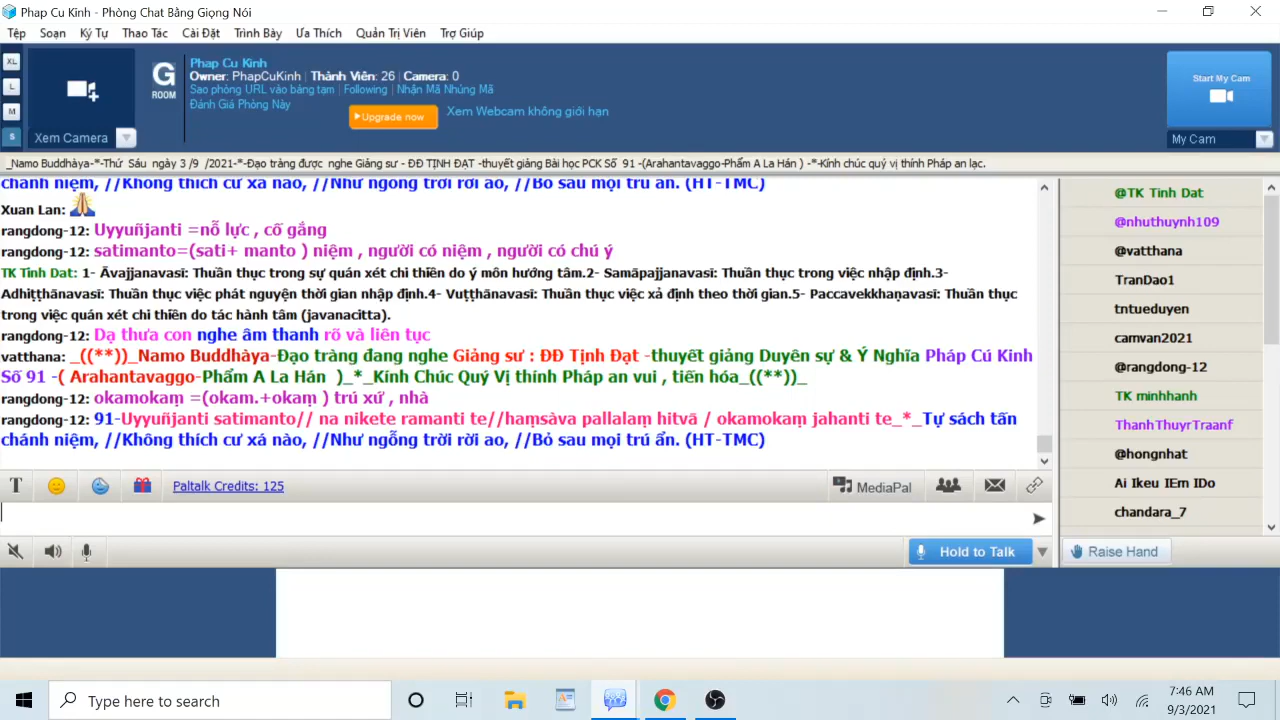 Phap Cu Kinh - Phòng Chat Bằng Giọng Nói
Tệp Soạn Ký Tự Thao Tác Cài Đặt Trình Bày Ưa Thích Quản Trị Viên Trợ Giúp
XL
L
M
S
Xem Camera
G
ROOM
Phap Cu Kinh
Owner: PhapCuKinh | Thành Viên: 26 | Camera: 0
Sao phòng URL vào bảng tạm | Following | Nhận Mã Nhúng Mã
Đánh Giá Phòng Này
Upgrade now
Xem Webcam không giới hạn
Start My Cam
My Cam
_Namo Buddhàya-*-Thứ Sáu ngày 3 /9 /2021-*-Đạo tràng được nghe Giảng sư - ĐĐ TỊNH ĐẠT -thuyết giảng Bài học PCK Số 91 -(Arahantavaggo-Phẩm A La Hán ) -*-Kính chúc quý vị thính Pháp an lạc.
chánh niệm, //Không thích cư xá nào, //Như ngỗng trời rời ao, //Bỏ sau mọi trú ẩn. (HT-TMC)
Xuan Lan:
rangdong-12: Uyyuñjanti =nỗ lực , cố gắng
rangdong-12: satimanto=(sati+ manto ) niệm , người có niệm , người có chú ý
TK Tinh Dat: 1- Āvajjanavasī: Thuần thục trong sự quán xét chi thiền do ý môn hướng tâm.2- Samāpajjanavasī: Thuần thục trong việc nhập định.3-
Adhiṭṭhānavasī: Thuần thục việc phát nguyện thời gian nhập định.4- Vuṭṭhānavasī: Thuần thục việc xả định theo thời gian.5- Paccavekkhaṇavasī: Thuần thục
trong việc quán xét chi thiền do tác hành tâm (javanacitta).
rangdong-12: Dạ thưa con nghe âm thanh rõ và liên tục
vatthana: _((**))_Namo Buddhàya-Đạo tràng đang nghe Giảng sư : ĐĐ Tịnh Đạt -thuyết giảng Duyên sự & Ý Nghĩa Pháp Cú Kinh
Số 91 -( Arahantavaggo-Phẩm A La Hán )_*_Kính Chúc Quý Vị thính Pháp an vui , tiến hóa_((**))_
rangdong-12: okamokaṃ =(okam.+okaṃ ) trú xứ , nhà
rangdong-12: 91-Uyyuñjanti satimanto// na nikete ramanti te//haṃsàva pallalaṃ hitvā / okamokaṃ jahanti te_*_Tự sách tấn
chánh niệm, //Không thích cư xá nào, //Như ngỗng trời rời ao, //Bỏ sau mọi trú ẩn. (HT-TMC)
@TK Tinh Dat
@nhuthuynh109
@vatthana
TranDao1
tntueduyen
camvan2021
@rangdong-12
TK minhhanh
ThanhThuyrTraanf
@hongnhat
Ai Ikeu IEm IDo
chandara_7
T
Paltalk Credits: 125
MediaPal
Hold to Talk
Raise Hand
Type here to search
7:46 AM
9/3/2021